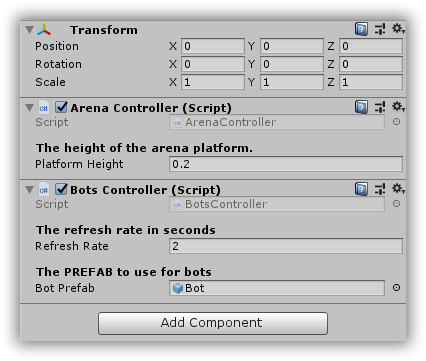 Transform
Position X 0 Y 0 Z 0
Rotation X 0 Y 0 Z 0
Scale X 1 Y 1 Z 1
c# Arena Controller (Script)
Script c# ArenaController
The height of the arena platform.
Platform Height 0.2
c# Bots Controller (Script)
Script c# BotsController
The refresh rate in seconds
Refresh Rate 2
The PREFAB to use for bots
Bot Prefab Bot
Add Component